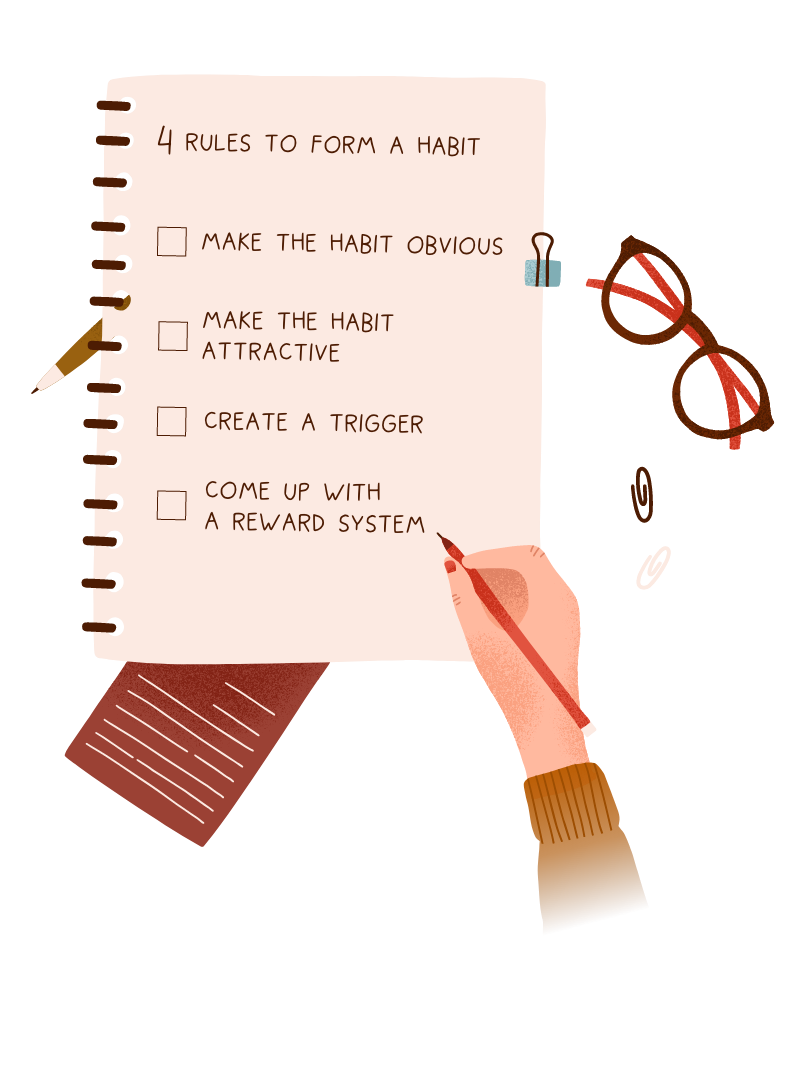 4 RULES TO FORM A HABIT
MAKE THE HABIT OBVIOUS
MAKE THE HABIT
ATTRACTIVE
CREATE A TRIGGER
COME UP WITH
A REWARD SYSTEM